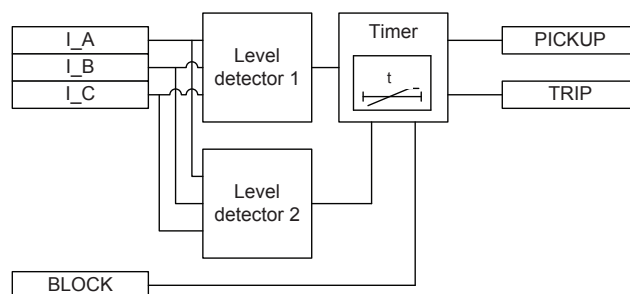 I_A
I_B
I_C
Level
detector 1
Timer
t
PICKUP
TRIP
Level
detector 2
BLOCK